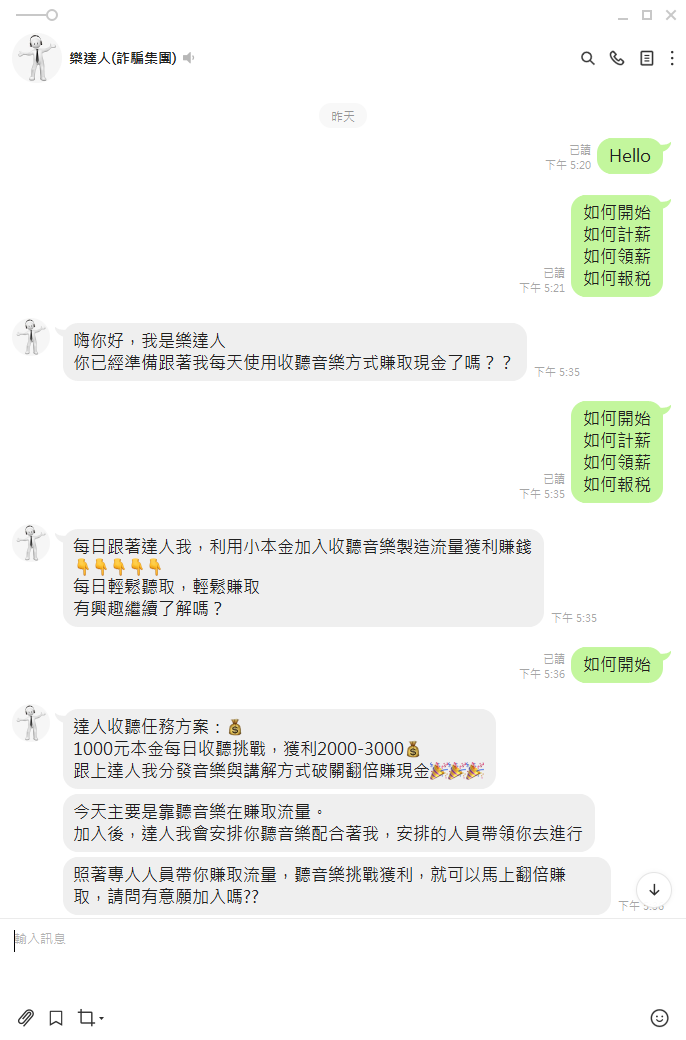 樂達人(詐騙集團)
昨天
已讀
下午 5:20
Hello
如何開始
如何計薪
如何領薪
如何報税
已讀
下午 5:21
嗨你好，我是樂達人
你已經準備跟著我每天使用收聽音樂方式賺取現金了嗎？？
下午 5:35
如何開始
如何計薪
如何領薪
如何報税
已讀
下午 5:35
每日跟著達人我，利用小本金加入收聽音樂製造流量獲利賺錢
👇👇👇👇👇
每日輕鬆聽取，輕鬆賺取
有興趣繼續了解嗎？
下午 5:35
已讀
下午 5:36
如何開始
達人收聽任務方案：💰
1000元本金每日收聽挑戰，獲利2000-3000💰
跟上達人我分發音樂與講解方式破關翻倍賺現金🎉🎉🎉
今天主要是靠聽音樂在賺取流量。
加入後，達人我會安排你聽音樂配合著我，安排的人員帶領你去進行
照著專人人員帶你賺取流量，聽音樂挑戰獲利，就可以馬上翻倍賺
取，請問有意願加入嗎??
下午 5:36
輸入訊息